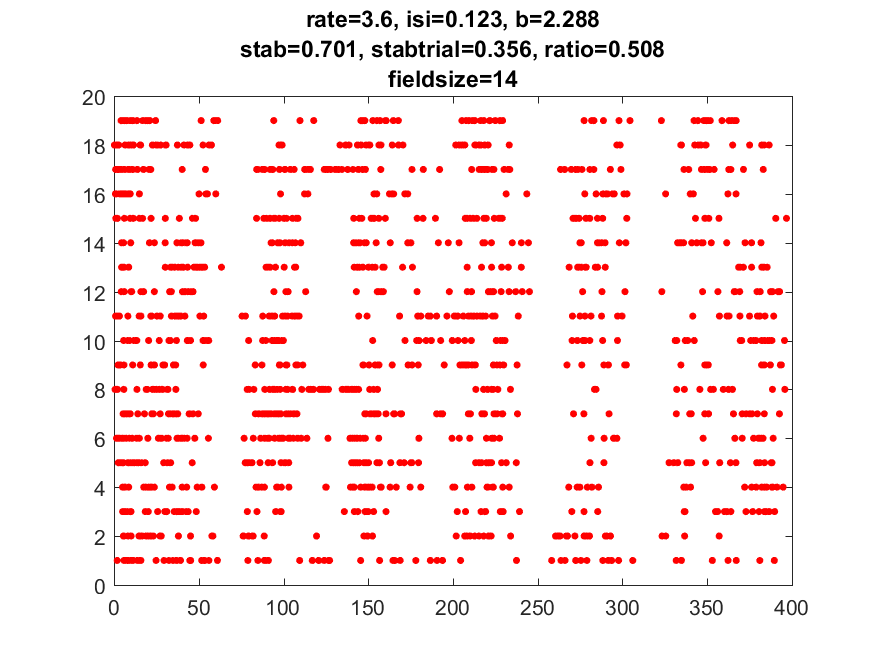 rate=3.6, isi=0.123, b=2.288
stab=0.701, stabtrial=0.356, ratio=0.508
fieldsize=14
20
18
16
14
12
10
8
6
4
2
0
0 50 100 150 200 250 300 350 400